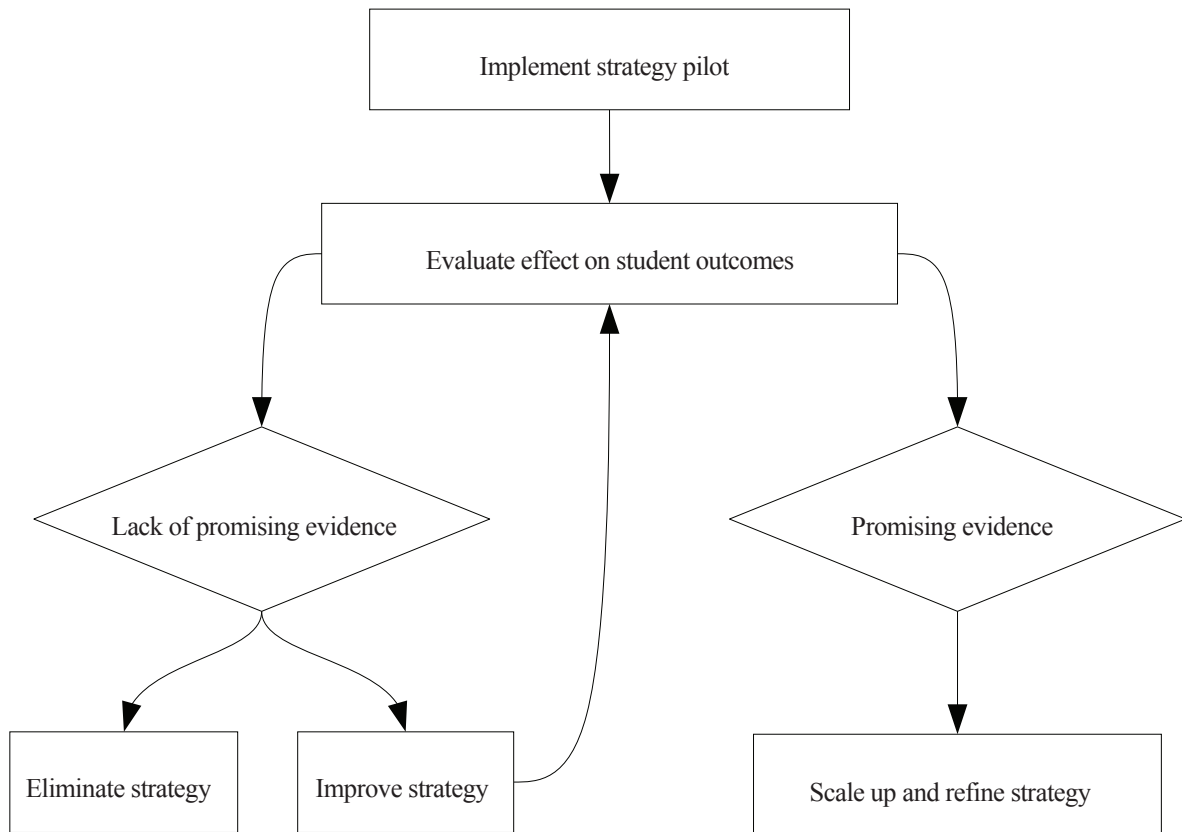 Implement strategy pilot
Evaluate effect on student outcomes
Lack of promising evidence
Promising evidence
Eliminate strategy
Improve strategy
Scale up and refine strategy